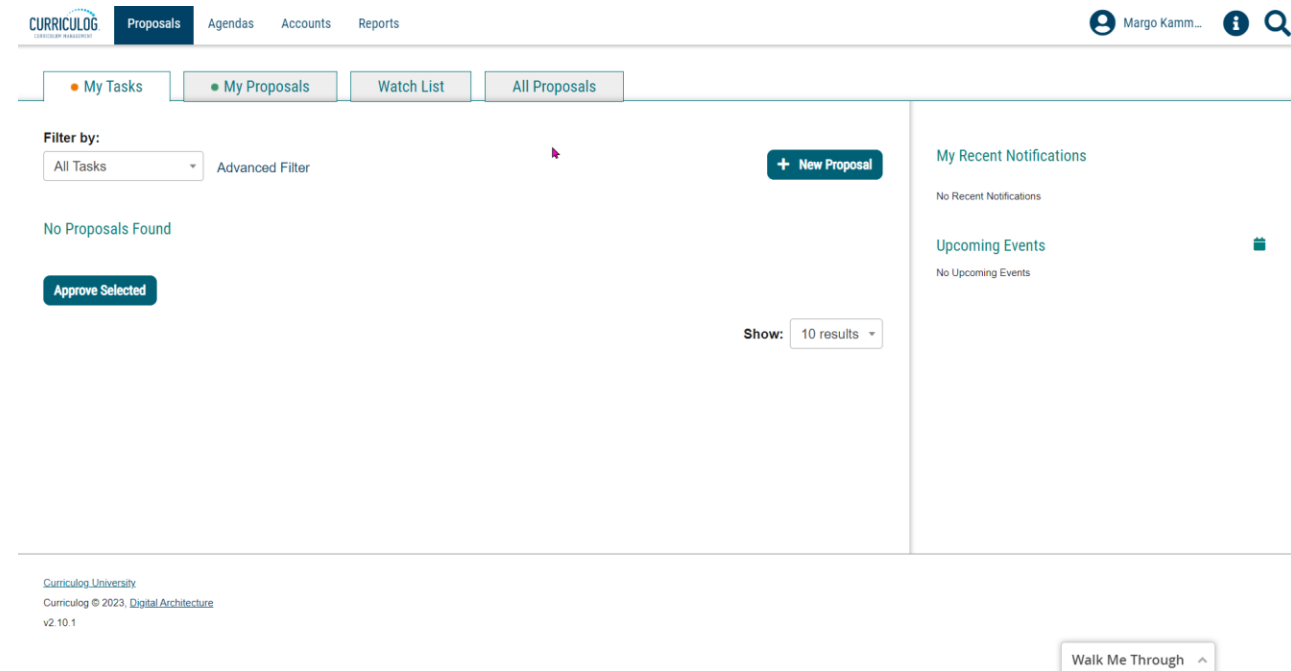 CURRICULOG
CURRICULUM MANAGEMENT
Proposals Agendas Accounts Reports Margo Kamm...
My Tasks My Proposals Watch List All Proposals
Filter by:
All Tasks Advanced Filter + New Proposal
No Proposals Found
Approve Selected
Show: 10 results
My Recent Notifications
No Recent Notifications
Upcoming Events
No Upcoming Events
Curriculog University
Curriculog © 2023, Digital Architecture
v2.10.1
Walk Me Through